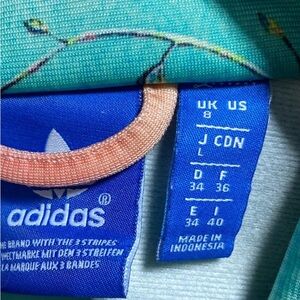 adidas®
THE BRAND WITH THE 3 STRIPES
DIE WELTMARKE MIT DEN 3 STREIFEN
LA MARQUE AUX 3 BANDES
UK US
8
J CDN
L
D F
34 36
E I
34 40
MADE IN
INDONESIA